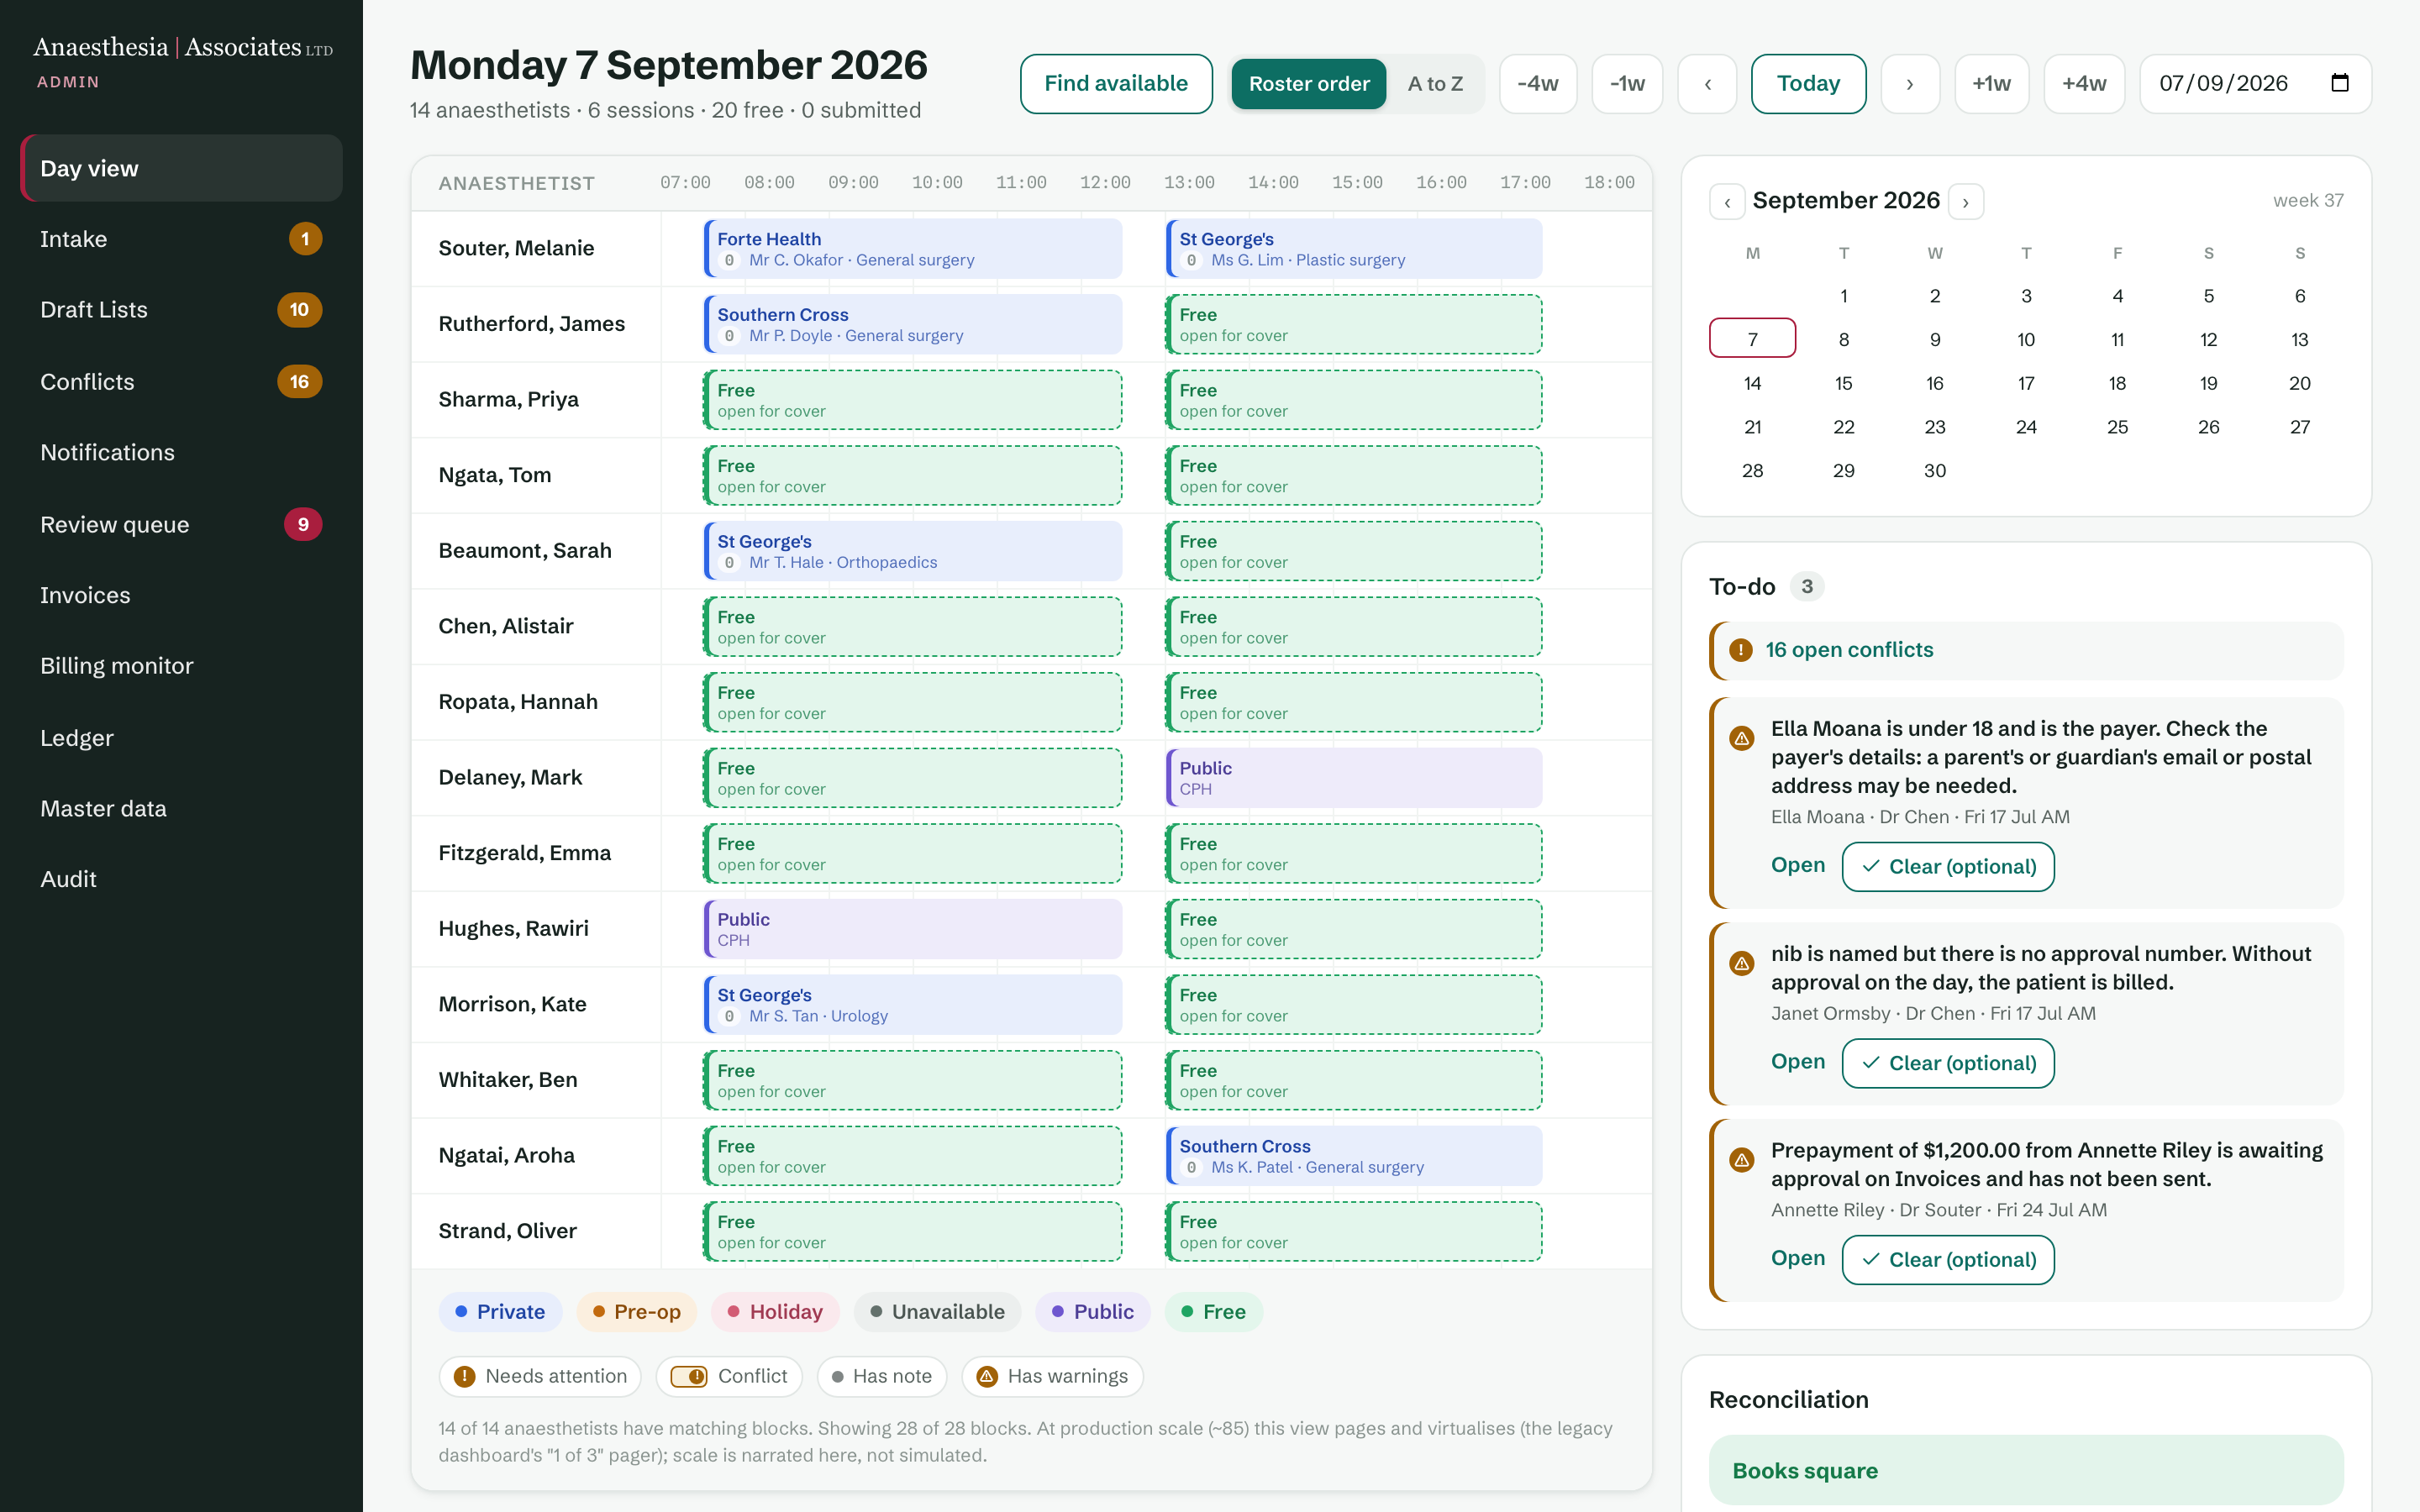 Anaesthesia | Associates LTD
ADMIN
Day view
Intake 1
Draft Lists 10
Conflicts 16
Notifications
Review queue 9
Invoices
Billing monitor
Ledger
Master data
Audit
Monday 7 September 2026
14 anaesthetists · 6 sessions · 20 free · 0 submitted
Find available
Roster order A to Z
-4w -1w ‹ Today › +1w +4w 07/09/2026
ANAESTHETIST 07:00 08:00 09:00 10:00 11:00 12:00 13:00 14:00 15:00 16:00 17:00 18:00
Souter, Melanie
Forte Health
0 Mr C. Okafor · General surgery
St George's
0 Ms G. Lim · Plastic surgery
Rutherford, James
Southern Cross
0 Mr P. Doyle · General surgery
Free
open for cover
Sharma, Priya
Free
open for cover
Free
open for cover
Ngata, Tom
Free
open for cover
Free
open for cover
Beaumont, Sarah
St George's
0 Mr T. Hale · Orthopaedics
Free
open for cover
Chen, Alistair
Free
open for cover
Free
open for cover
Ropata, Hannah
Free
open for cover
Free
open for cover
Delaney, Mark
Free
open for cover
Public
CPH
Fitzgerald, Emma
Free
open for cover
Free
open for cover
Hughes, Rawiri
Public
CPH
Free
open for cover
Morrison, Kate
St George's
0 Mr S. Tan · Urology
Free
open for cover
Whitaker, Ben
Free
open for cover
Free
open for cover
Ngatai, Aroha
Free
open for cover
Southern Cross
0 Ms K. Patel · General surgery
Strand, Oliver
Free
open for cover
Free
open for cover
Private Pre-op Holiday Unavailable Public Free
! Needs attention ! Conflict Has note Has warnings
14 of 14 anaesthetists have matching blocks. Showing 28 of 28 blocks. At production scale (~85) this view pages and virtualises (the legacy
dashboard's "1 of 3" pager); scale is narrated here, not simulated.
‹ September 2026 › week 37
M T W T F S S
1 2 3 4 5 6
7 8 9 10 11 12 13
14 15 16 17 18 19 20
21 22 23 24 25 26 27
28 29 30
To-do 3
! 16 open conflicts
Ella Moana is under 18 and is the payer. Check the
payer's details: a parent's or guardian's email or postal
address may be needed.
Ella Moana · Dr Chen · Fri 17 Jul AM
Open ✓ Clear (optional)
nib is named but there is no approval number. Without
approval on the day, the patient is billed.
Janet Ormsby · Dr Chen · Fri 17 Jul AM
Open ✓ Clear (optional)
Prepayment of $1,200.00 from Annette Riley is awaiting
approval on Invoices and has not been sent.
Annette Riley · Dr Souter · Fri 24 Jul AM
Open ✓ Clear (optional)
Reconciliation
Books square